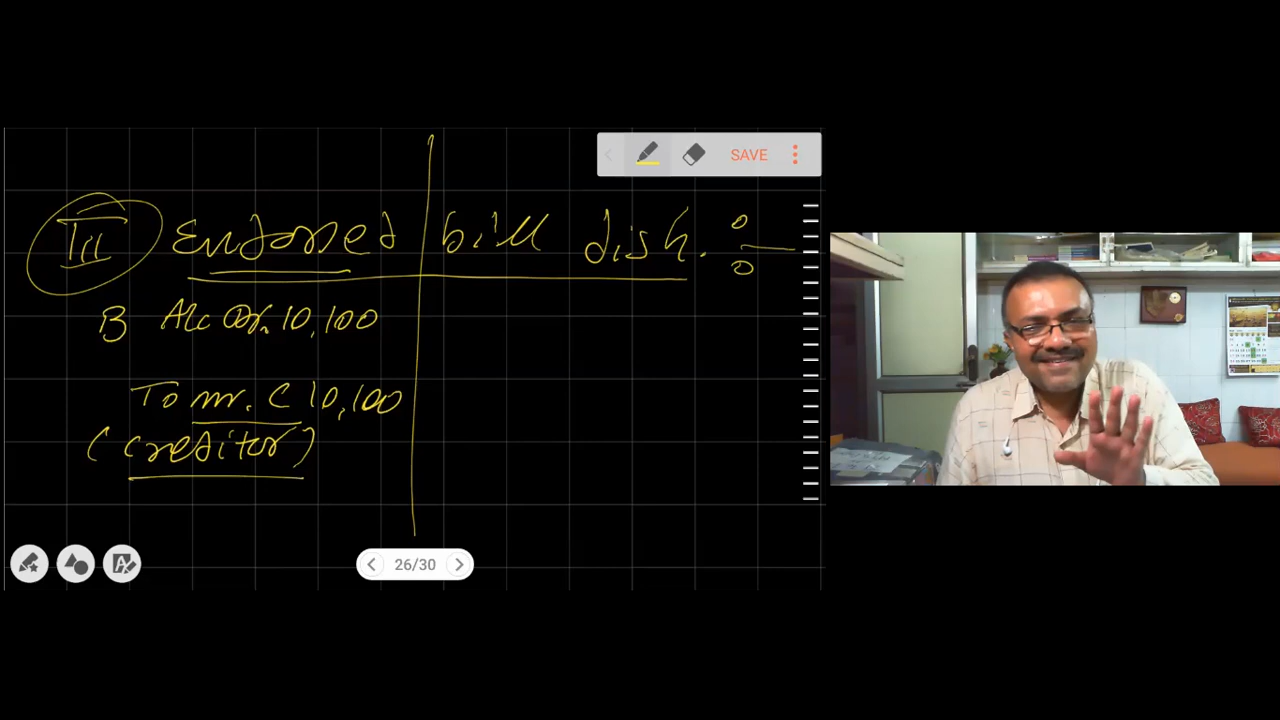 SAVE
III Endorsed bill dish. :-
B A/c Dr. 10,100
To mr. C 10,100
(creditor)
26/30